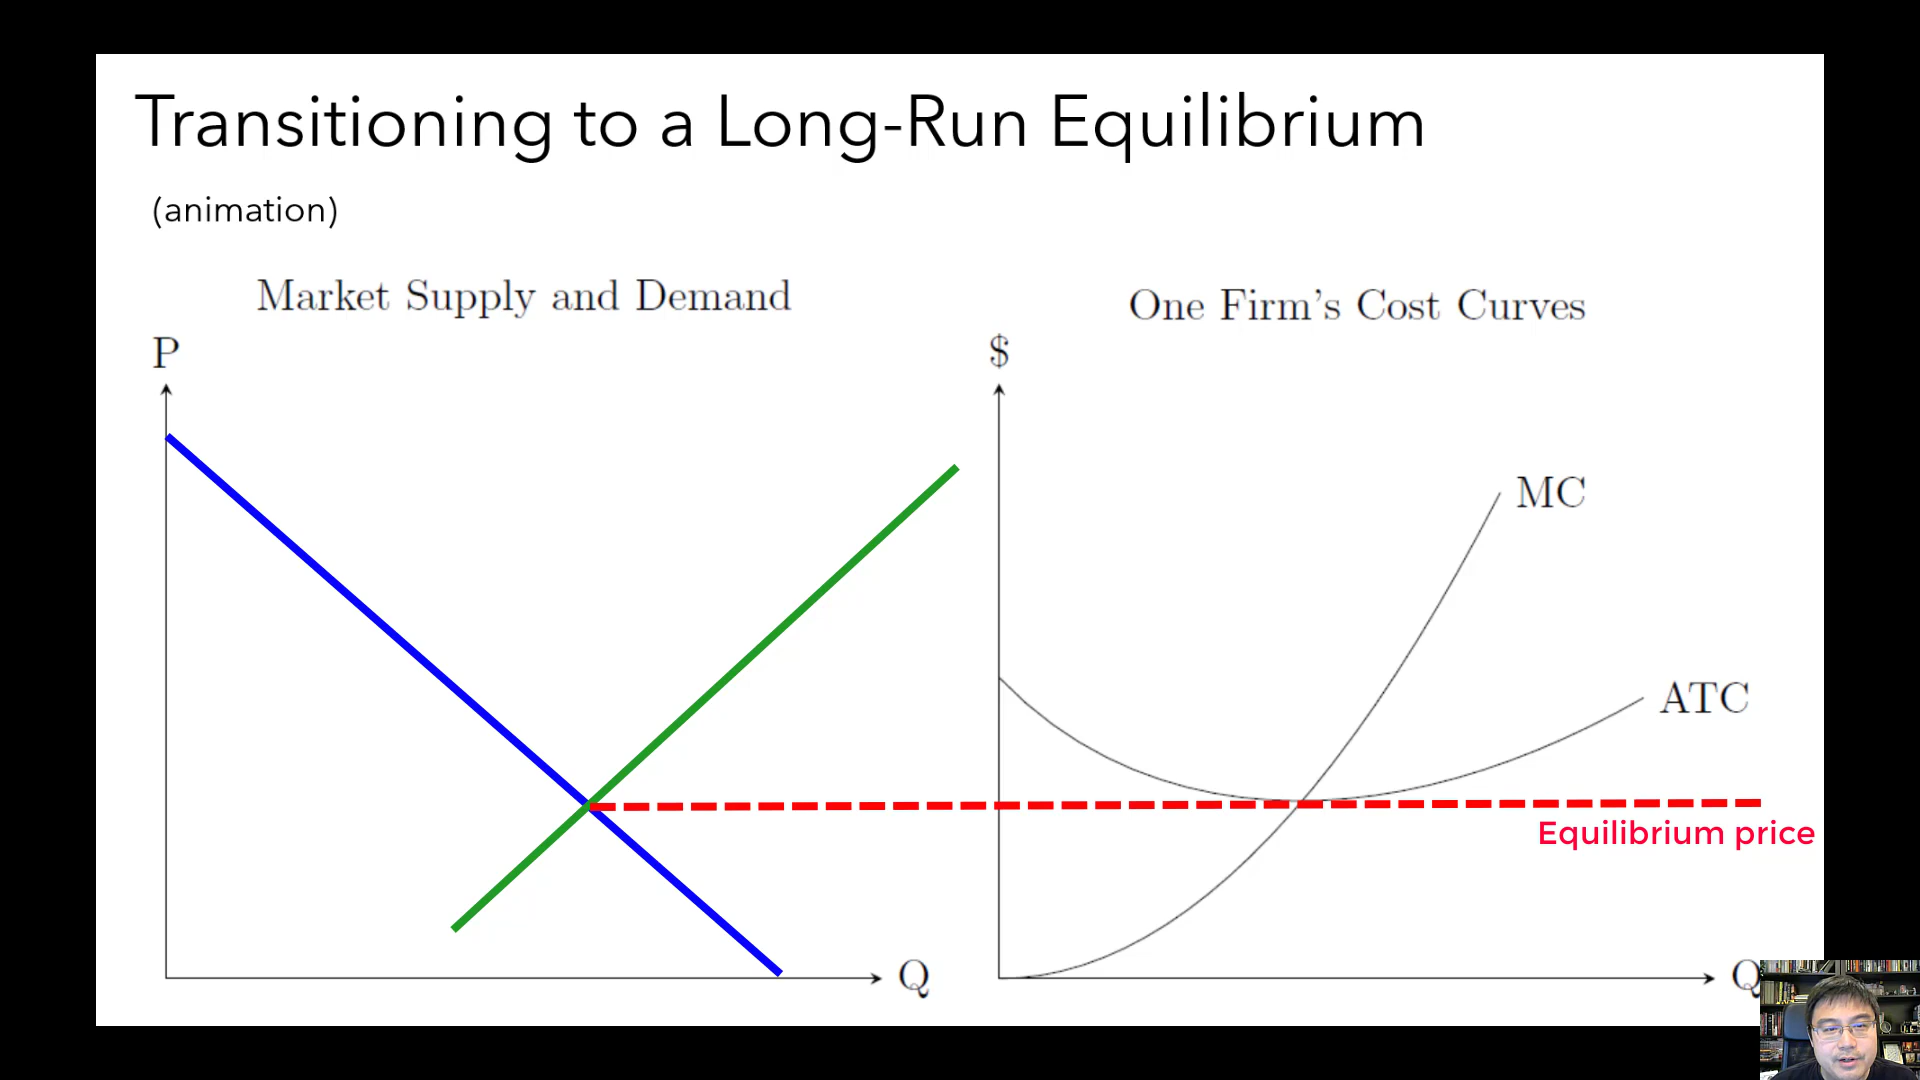 Transitioning to a Long-Run Equilibrium
(animation)
Market Supply and Demand
One Firm's Cost Curves
P
$
MC
ATC
Equilibrium price
Q
Q